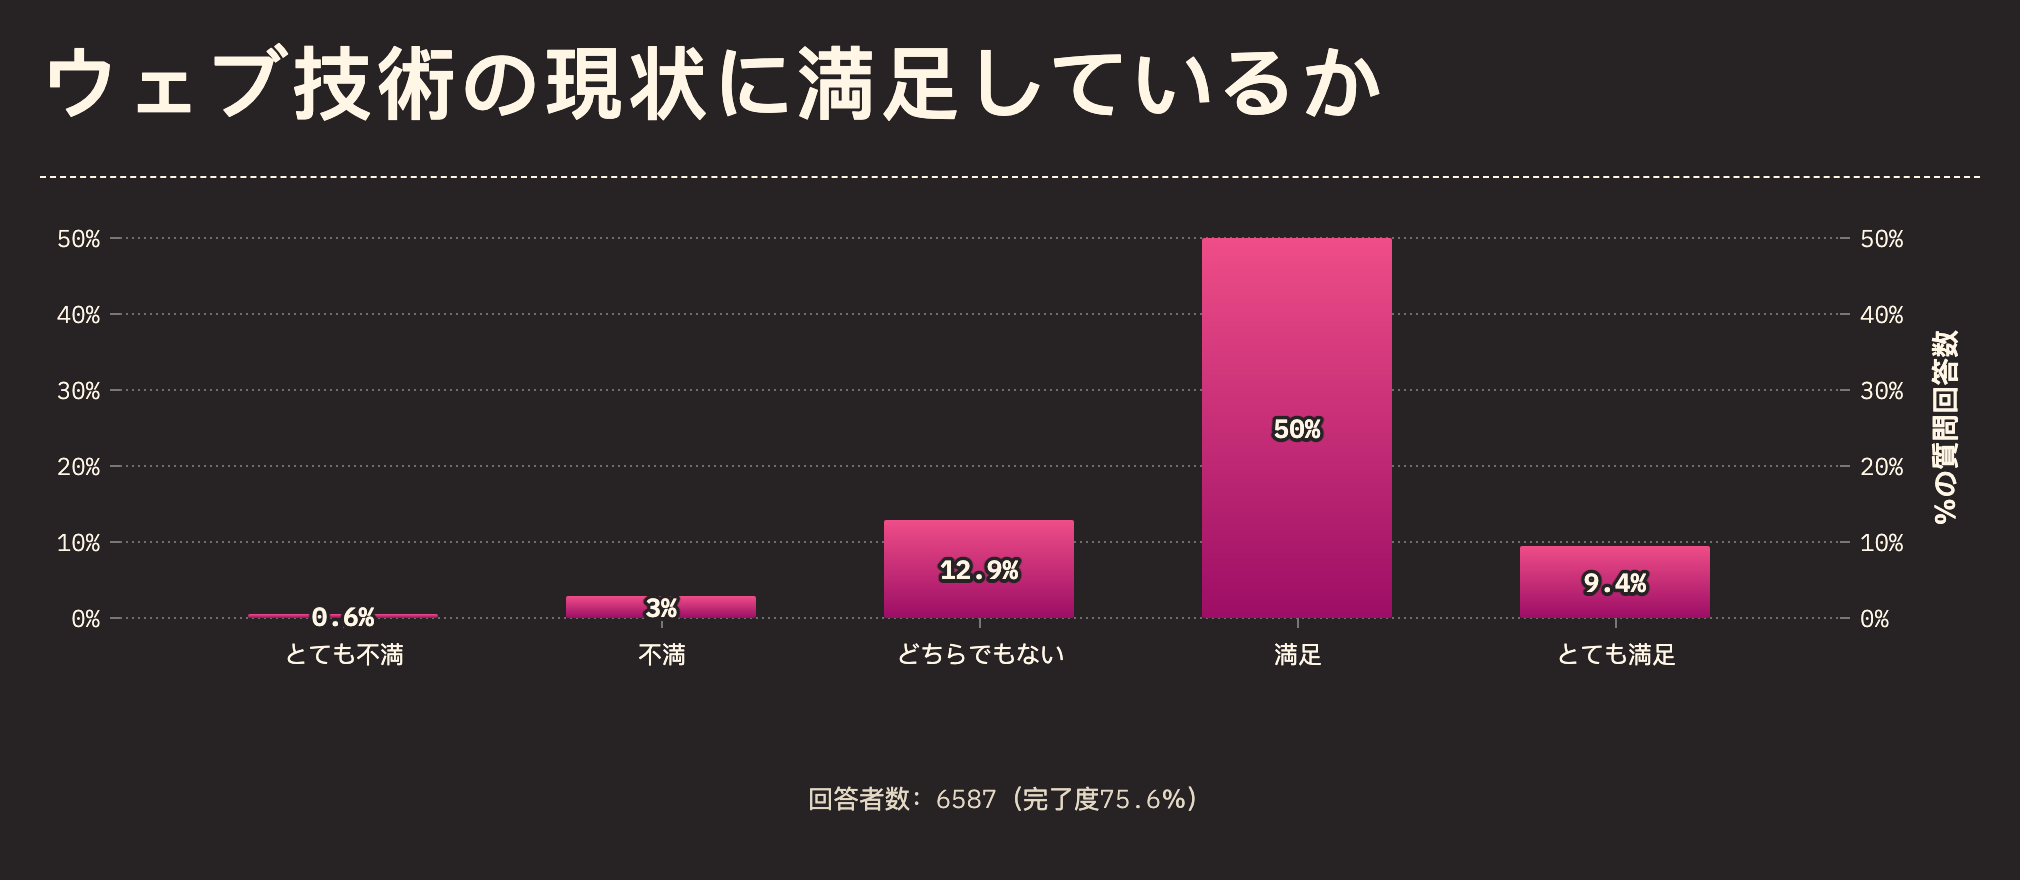 ウェブ技術の現状に満足しているか
50%
40%
30%
20%
10%
0%
50%
40%
30%
20%
10%
0%
%の質問回答数
0.6%
3%
12.9%
50%
9.4%
とても不満
不満
どちらでもない
満足
とても満足
回答者数：6587（完了度75.6%）